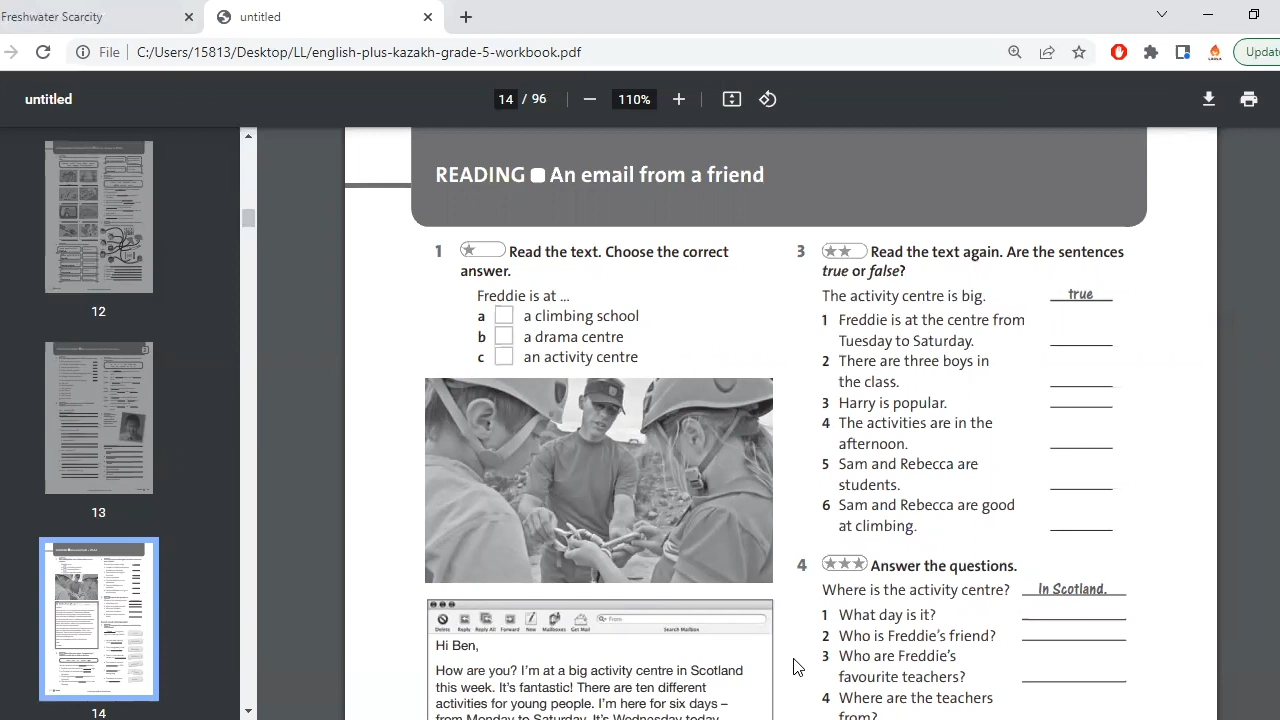 Freshwater Scarcity
untitled
File
C:/Users/15813/Desktop/LL/english-plus-kazakh-grade-5-workbook.pdf
Updat
untitled
14 / 96
110%
12
13
14
READING An email from a friend
1 Read the text. Choose the correct
answer.
Freddie is at ...
a a climbing school
b a drama centre
c an activity centre
Delete Reply Reply All Forward New Mailboxes Get Mail Search Mailbox
From
Hi Ben,
How are you? I'm at a big activity centre in Scotland
this week. It's fantastic! There are ten different
activities for young people. I'm here for six days –
from Monday to Saturday. It's Wednesday today
3 Read the text again. Are the sentences
true or false?
The activity centre is big. true
1 Freddie is at the centre from
Tuesday to Saturday.
2 There are three boys in
the class.
3 Harry is popular.
4 The activities are in the
afternoon.
5 Sam and Rebecca are
students.
6 Sam and Rebecca are good
at climbing.
4 Answer the questions.
Where is the activity centre? In Scotland.
1 What day is it?
2 Who is Freddie's friend?
3 Who are Freddie's
favourite teachers?
4 Where are the teachers
from?